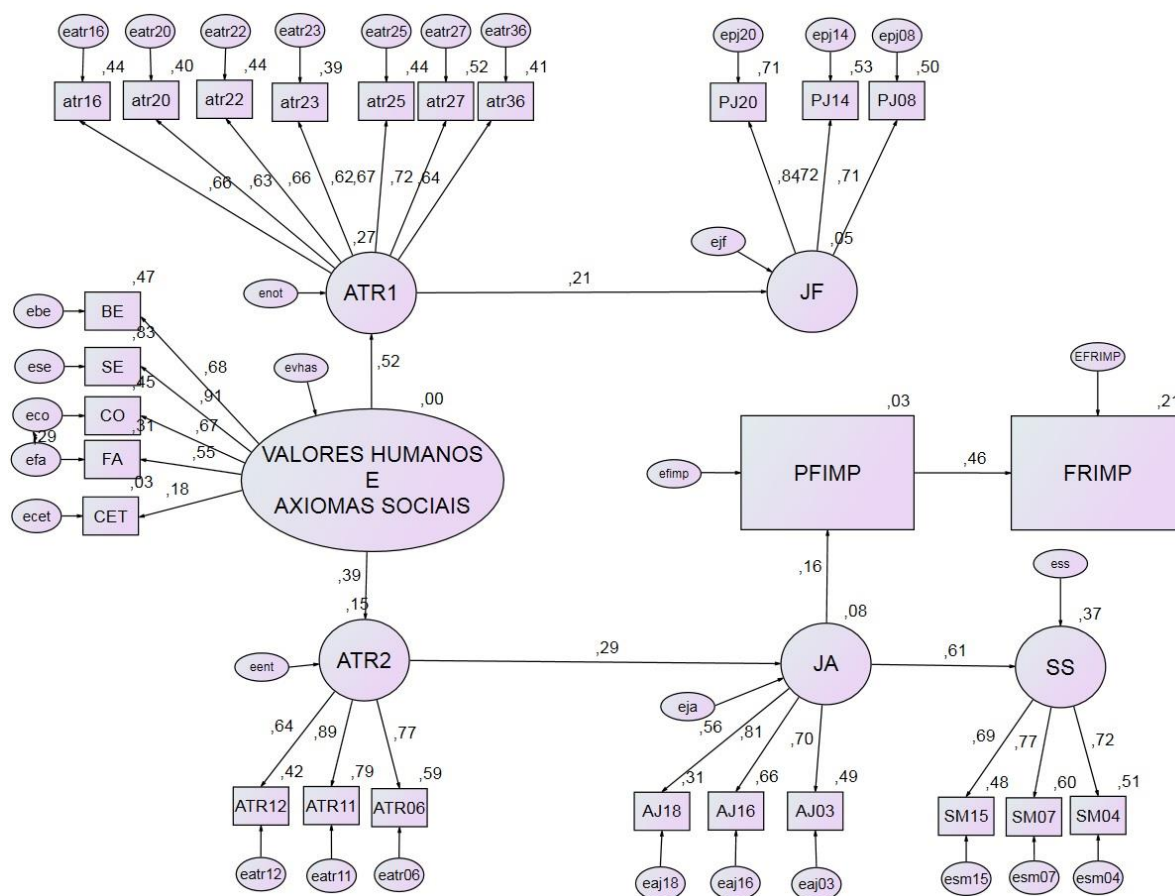 eatr16 eatr20 eatr22 eatr23 eatr25 eatr27 eatr36 epj20 epj14 epj08
,44 ,40 ,44 ,39 ,44 ,52 ,41 ,71 ,53 ,50
atr16 atr20 atr22 atr23 atr25 atr27 atr36 PJ20 PJ14 PJ08
,66 ,63 ,66 ,62 ,67 ,72 ,64 ,84 ,72 ,71
,27 ejf ,05
enot ATR1 ,21 JF
,47
ebe BE
,83 ,68
ese SE
,45 ,91
eco CO
,31 ,67
,29
efa FA
,03 ,55
ecet CET ,18
,52
evhas ,00
VALORES HUMANOS
E
AXIOMAS SOCIAIS
EFRIMP
,03 ,21
efimp PFIMP ,46 FRIMP
,39 ,16 ess
,15 ,08 ,37
eent ATR2 ,29 JA ,61 SS
eja
,64 ,89 ,77 ,56 ,81 ,70 ,69 ,77 ,72
,42 ,79 ,59 ,31 ,66 ,49 ,48 ,60 ,51
ATR12 ATR11 ATR06 AJ18 AJ16 AJ03 SM15 SM07 SM04
eatr12 eatr11 eatr06 eaj18 eaj16 eaj03 esm15 esm07 esm04